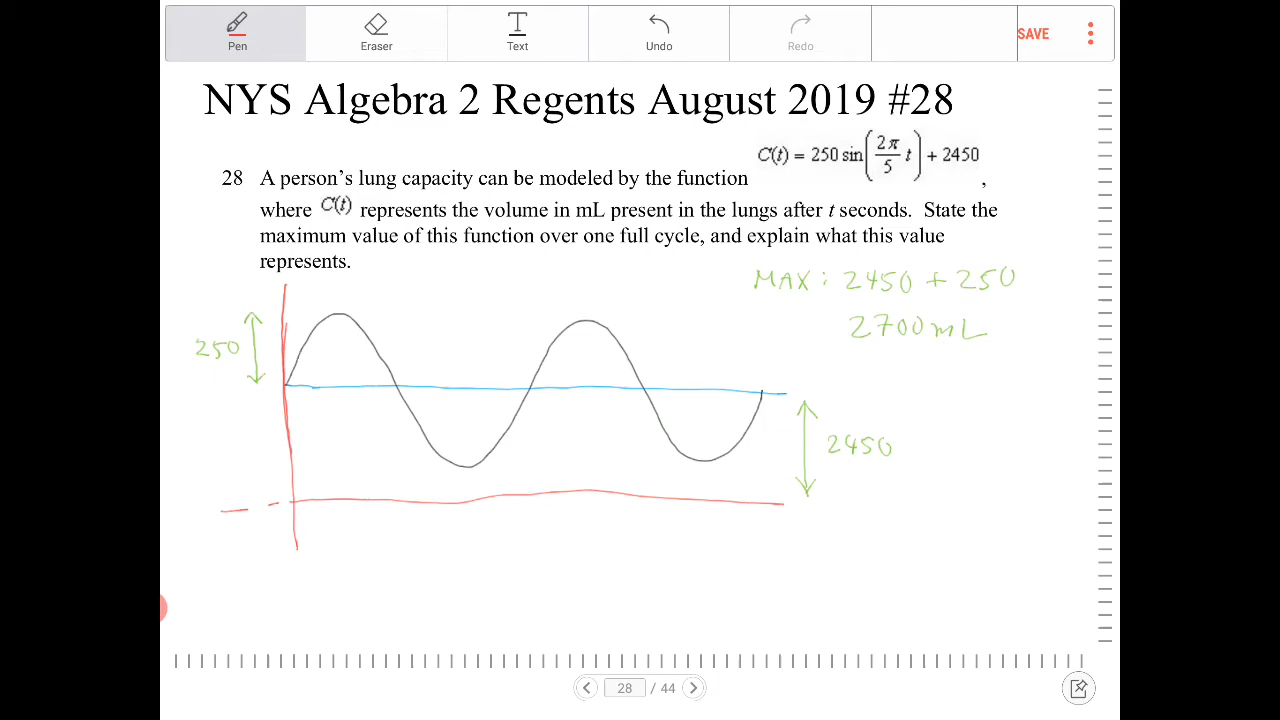 Pen Eraser Text Undo Redo SAVE
NYS Algebra 2 Regents August 2019 #28
C(t) = 250 sin(2π/5 t) + 2450
28 A person's lung capacity can be modeled by the function ,
where C(t) represents the volume in mL present in the lungs after t seconds. State the
maximum value of this function over one full cycle, and explain what this value
represents.
MAX: 2450 + 250
2700 mL
250
2450
28 / 44